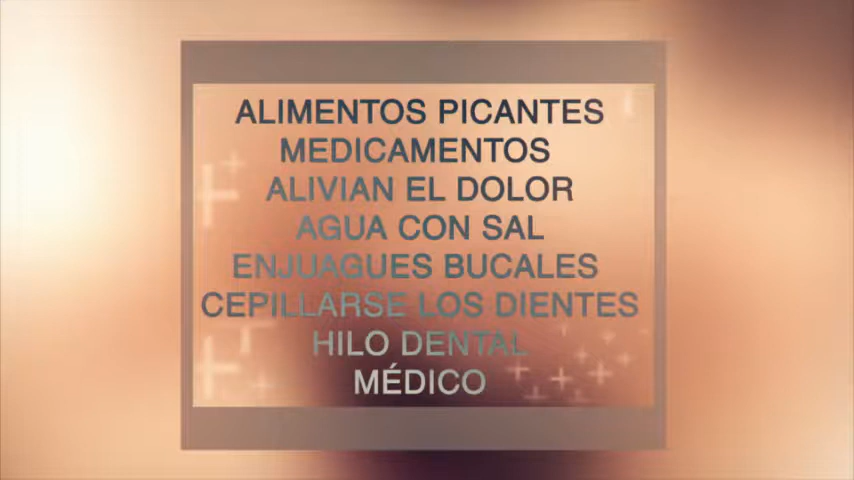 ALIMENTOS PICANTES
MEDICAMENTOS
ALIVIAN EL DOLOR
AGUA CON SAL
ENJUAGUES BUCALES
CEPILLARSE LOS DIENTES
HILO DENTAL
MÉDICO